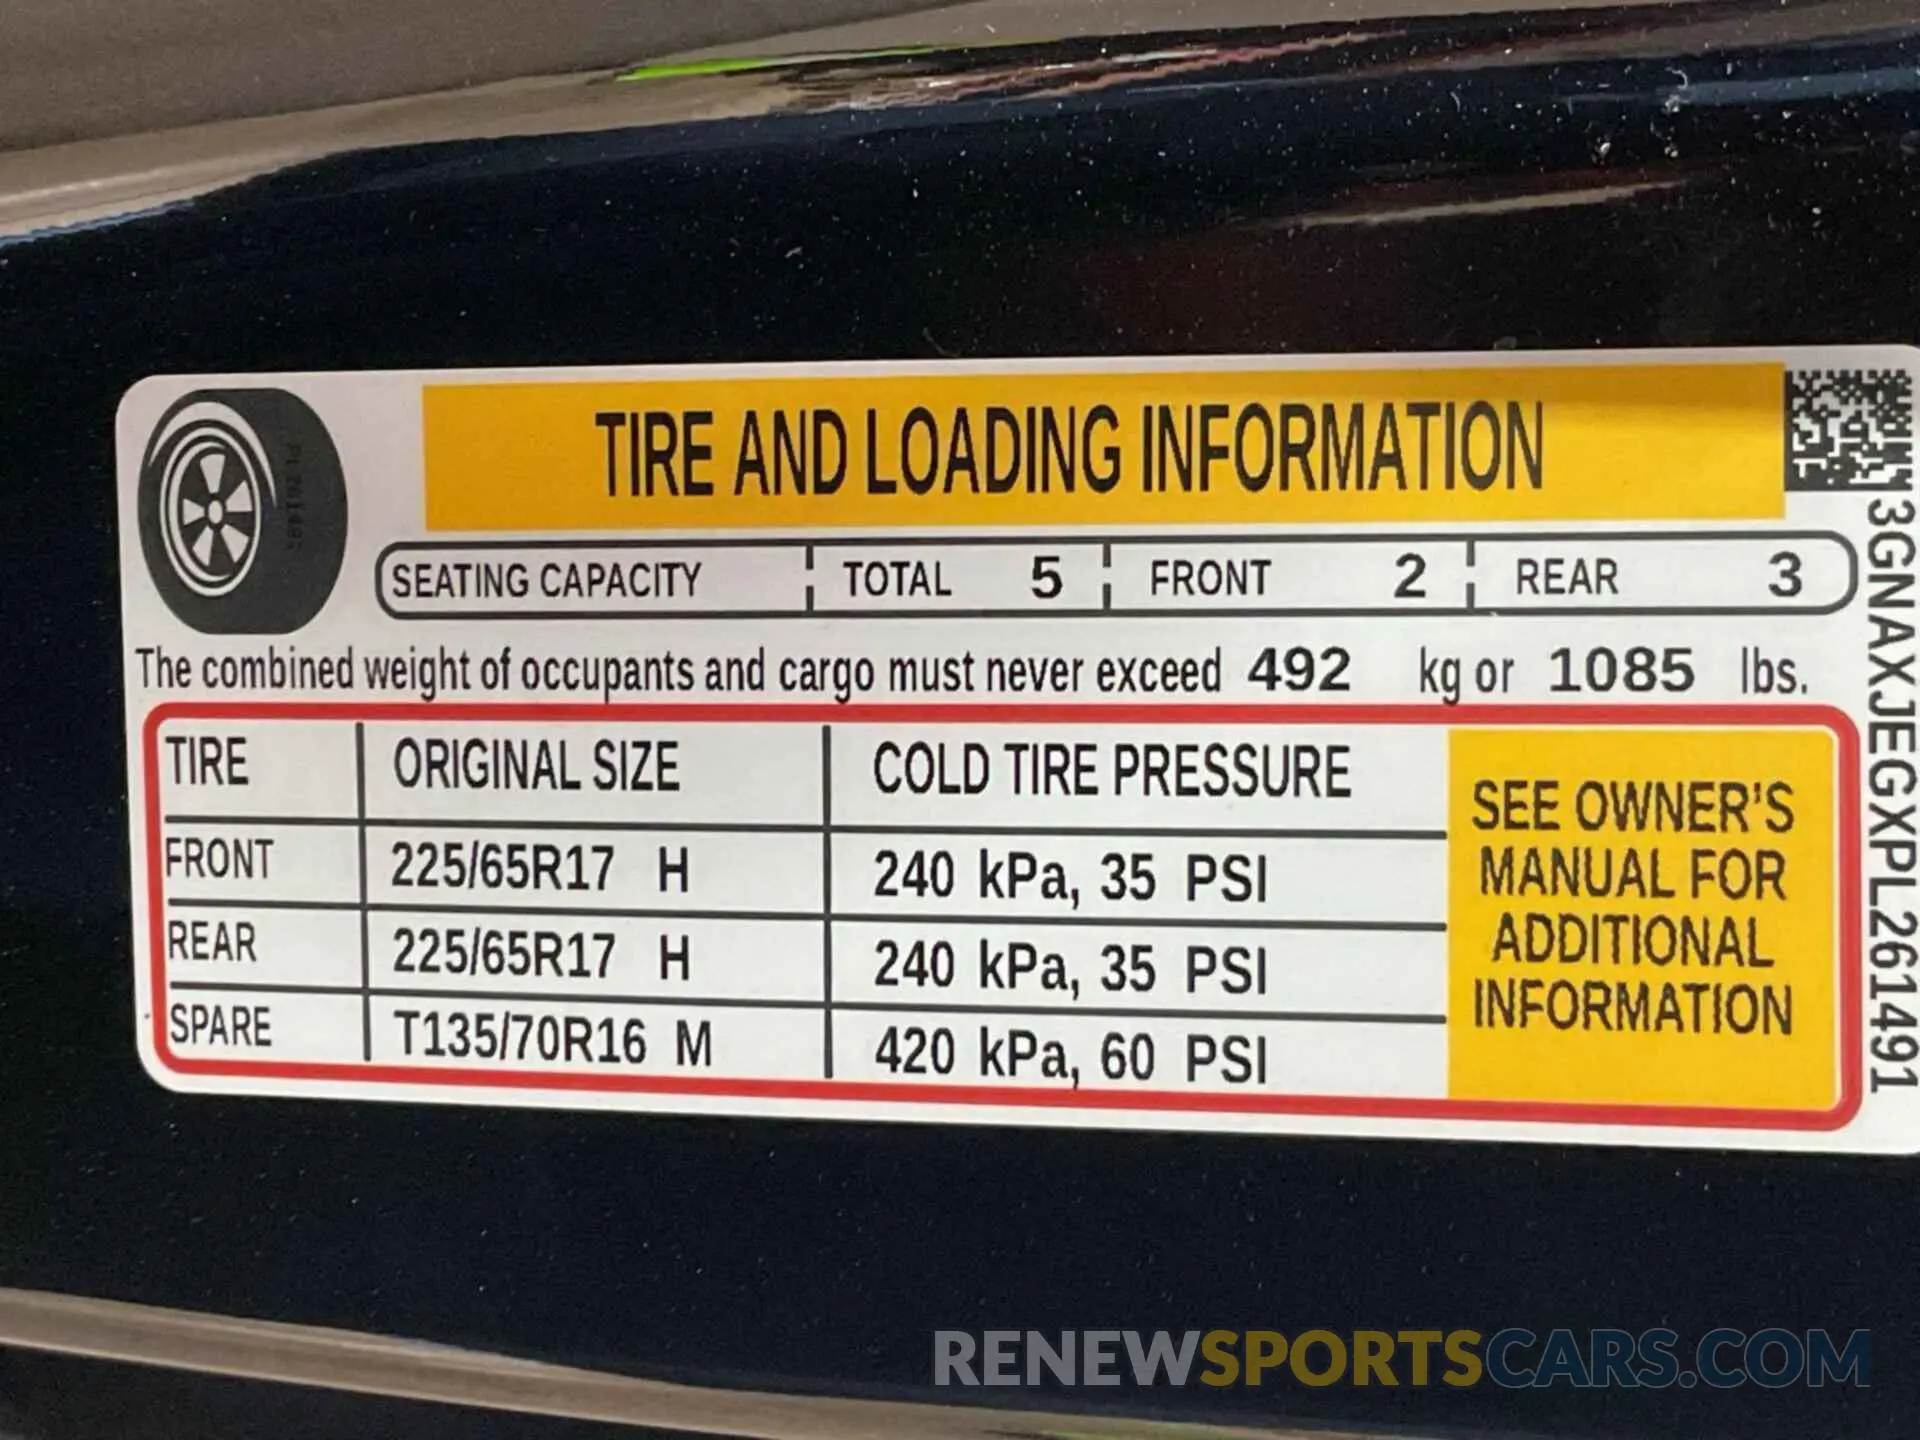 TIRE AND LOADING INFORMATION
SEATING CAPACITY TOTAL 5 FRONT 2 REAR 3
The combined weight of occupants and cargo must never exceed 492 kg or 1085 lbs.
TIRE ORIGINAL SIZE COLD TIRE PRESSURE
FRONT 225/65R17 H 240 kPa, 35 PSI
REAR 225/65R17 H 240 kPa, 35 PSI
SPARE T135/70R16 M 420 kPa, 60 PSI
SEE OWNER'S
MANUAL FOR
ADDITIONAL
INFORMATION
3GNAXJEGXPL261491
RENEWSPORTSCARS.COM